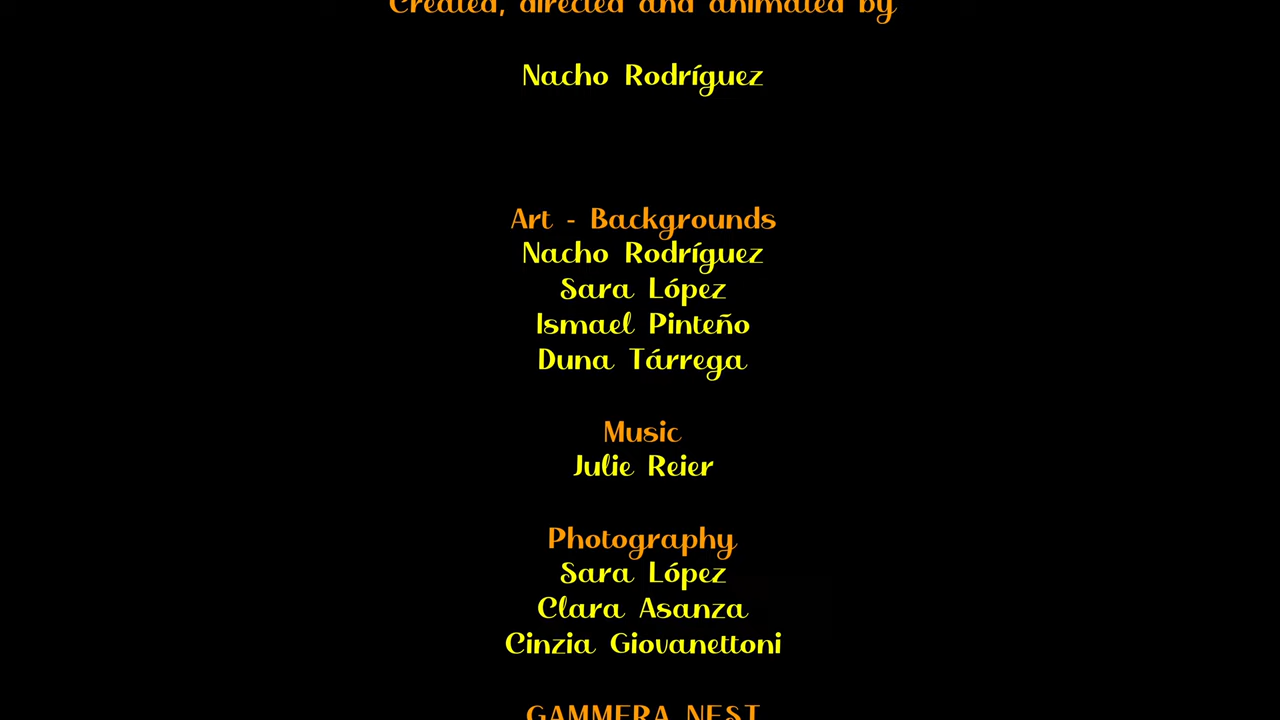 Created, directed and animated by
Nacho Rodríguez
Art - Backgrounds
Nacho Rodríguez
Sara López
Ismael Pinteño
Duna Tárrega
Music
Julie Reier
Photography
Sara López
Clara Asanza
Cinzia Giovanettoni
GAMMERA NEST